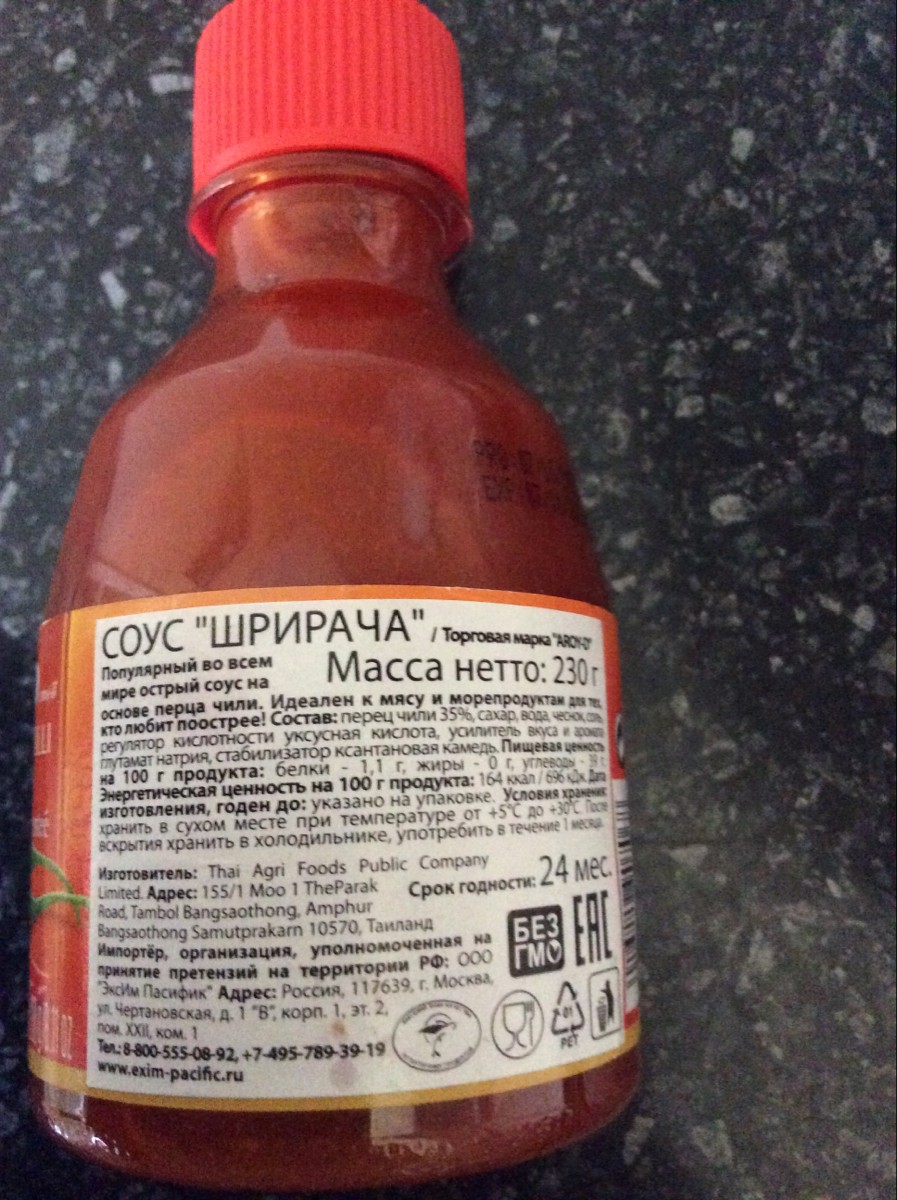 СОУС "ШРИРАЧА" / Торговая марка "AROY-D"
Популярный во всем Масса нетто: 230 г
мире острый соус на
основе перца чили. Идеален к мясу и морепродуктам для тех,
кто любит поострее! Состав: перец чили 35%, сахар, вода, чеснок, соль,
регулятор кислотности уксусная кислота, усилитель вкуса и аромата
глутамат натрия, стабилизатор ксантановая камедь. Пищевая ценность
на 100 г продукта: белки - 1,1 г, жиры - 0 г, углеводы - 39 г.
Энергетическая ценность на 100 г продукта: 164 ккал / 696 кДж. Дата
изготовления, годен до: указано на упаковке. Условия хранения:
хранить в сухом месте при температуре от +5°С до +30°С. После
вскрытия хранить в холодильнике, употребить в течение 1 месяца.
Изготовитель: Thai Agri Foods Public Company
Limited. Адрес: 155/1 Moo 1 TheParak
Road, Tambol Bangsaothong, Amphur
Bangsaothong Samutprakarn 10570, Таиланд
Срок годности: 24 мес.
Импортёр, организация, уполномоченная на
принятие претензий на территории РФ: ООО
"ЭксИм Пасифик" Адрес: Россия, 117639, г. Москва,
ул. Чертановская, д. 1 "В", корп. 1, эт. 2,
пом. XXII, ком. 1
Тел.: 8-800-555-08-92, +7-495-789-39-19
www.exim-pacific.ru
БЕЗ
ГМО
EAC
01
PET